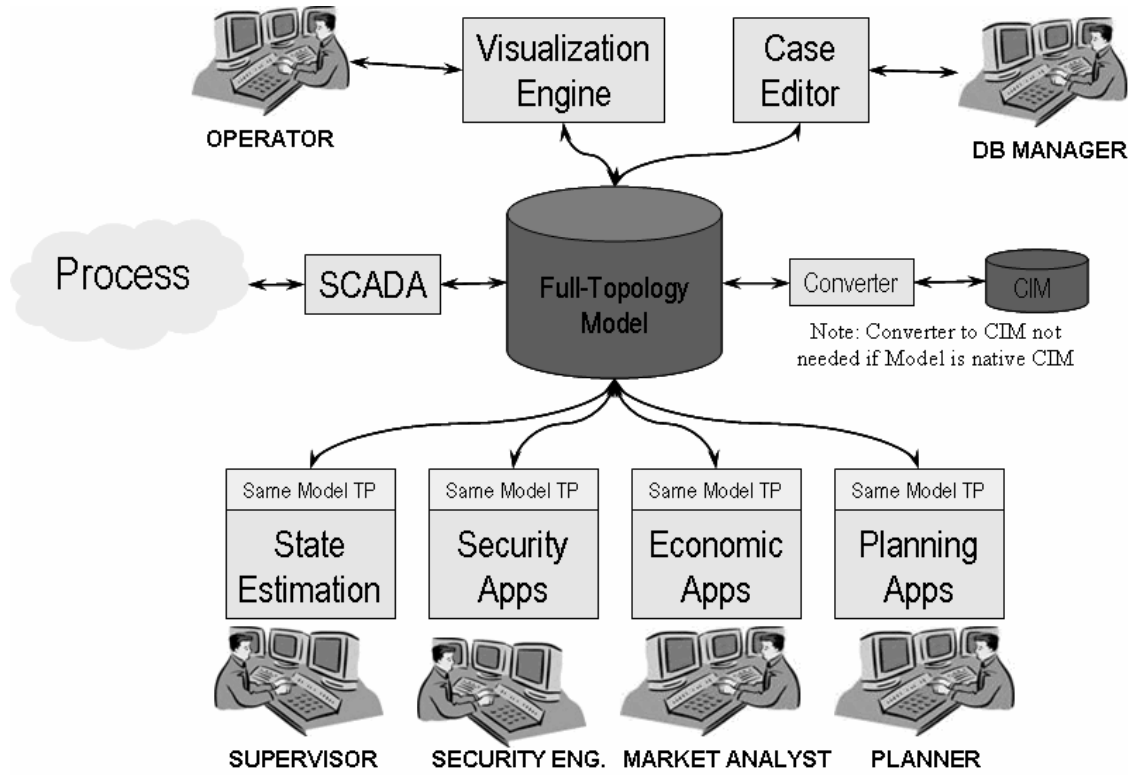 Visualization
Engine
Case
Editor
OPERATOR
DB MANAGER
Process
SCADA
Full-Topology
Model
Converter
CIM
Note: Converter to CIM not
needed if Model is native CIM
Same Model TP
State
Estimation
Same Model TP
Security
Apps
Same Model TP
Economic
Apps
Same Model TP
Planning
Apps
SUPERVISOR
SECURITY ENG.
MARKET ANALYST
PLANNER